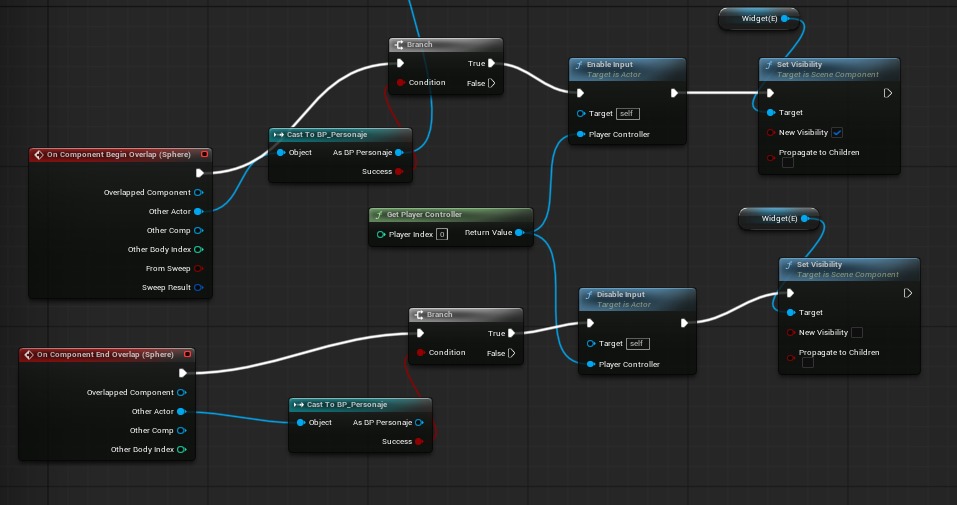 Widget(E)
Branch
True
Condition
False
Enable Input
Target is Actor
Target
self
Player Controller
Set Visibility
Target is Scene Component
Target
New Visibility
Propagate to Children
Cast To BP_Personaje
Object
As BP Personaje
Success
On Component Begin Overlap (Sphere)
Overlapped Component
Other Actor
Other Comp
Other Body Index
From Sweep
Sweep Result
Get Player Controller
Player Index
0
Return Value
Widget(E)
Set Visibility
Target is Scene Component
Target
New Visibility
Propagate to Children
Disable Input
Target is Actor
Target
self
Player Controller
Branch
True
Condition
False
On Component End Overlap (Sphere)
Overlapped Component
Other Actor
Other Comp
Other Body Index
Cast To BP_Personaje
Object
As BP Personaje
Success